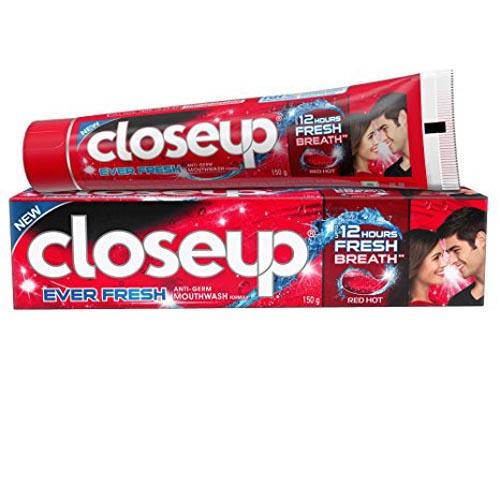 NEW
closeup
EVER FRESH
ANTI-GERM
MOUTHWASH
150 g
12 HOURS
FRESH
BREATH
RED HOT
NEW
closeup
EVER FRESH
ANTI-GERM
MOUTHWASH FORMULA
150 g
12 HOURS
FRESH
BREATH**
RED HOT